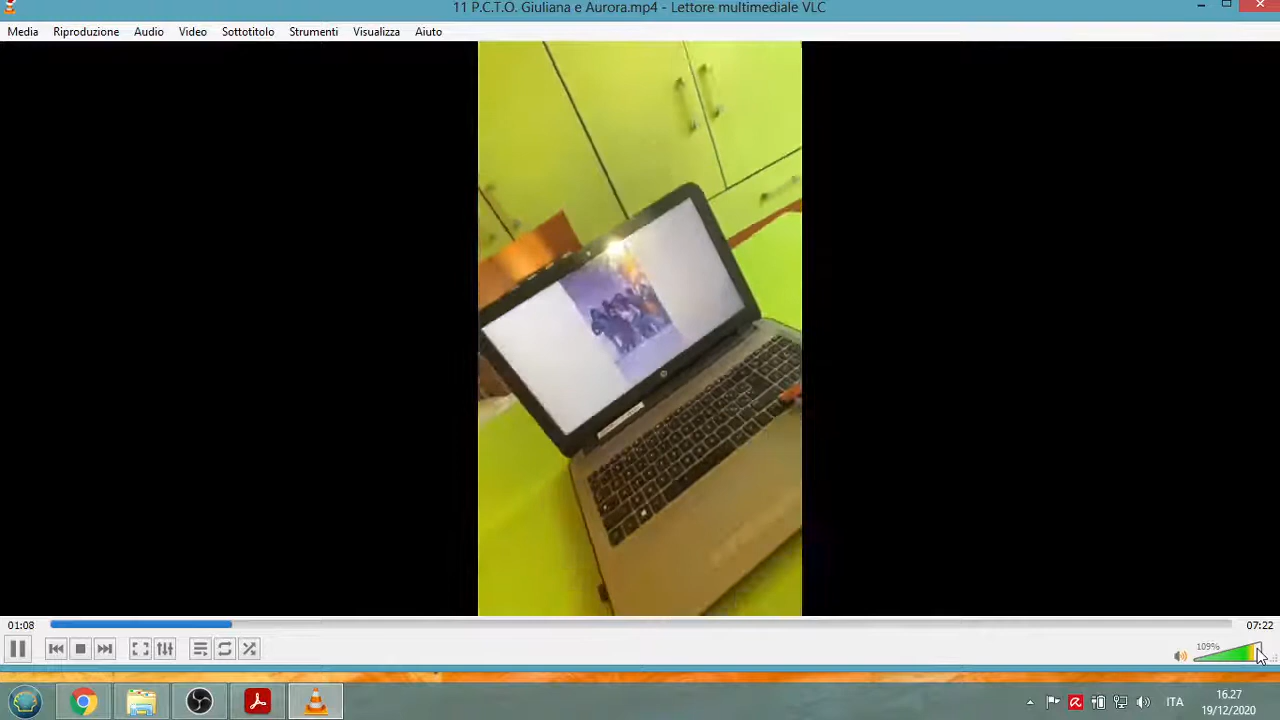 11 P.C.T.O. Giuliana e Aurora.mp4 - Lettore multimediale VLC
Media Riproduzione Audio Video Sottotitolo Strumenti Visualizza Aiuto
01:08 07:22
109%
ITA
16.27
19/12/2020